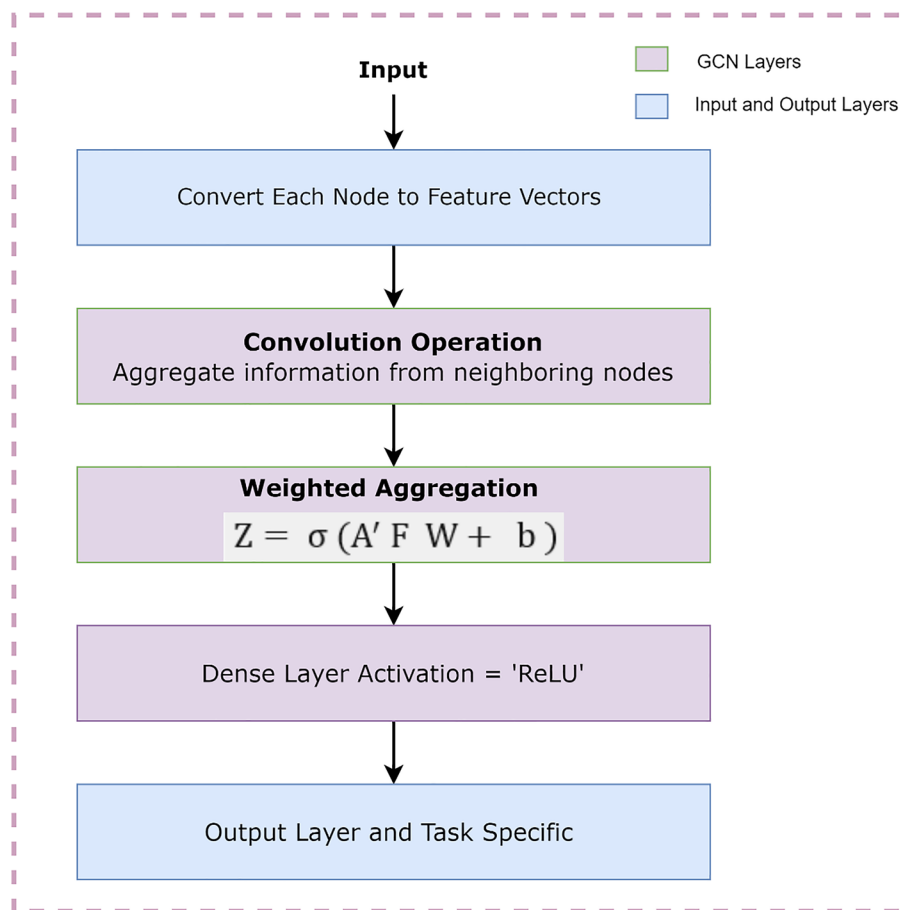 Input
GCN Layers
Input and Output Layers
Convert Each Node to Feature Vectors
Convolution Operation
Aggregate information from neighboring nodes
Weighted Aggregation
Z = σ (A′ F W + b )
Dense Layer Activation = 'ReLU'
Output Layer and Task Specific